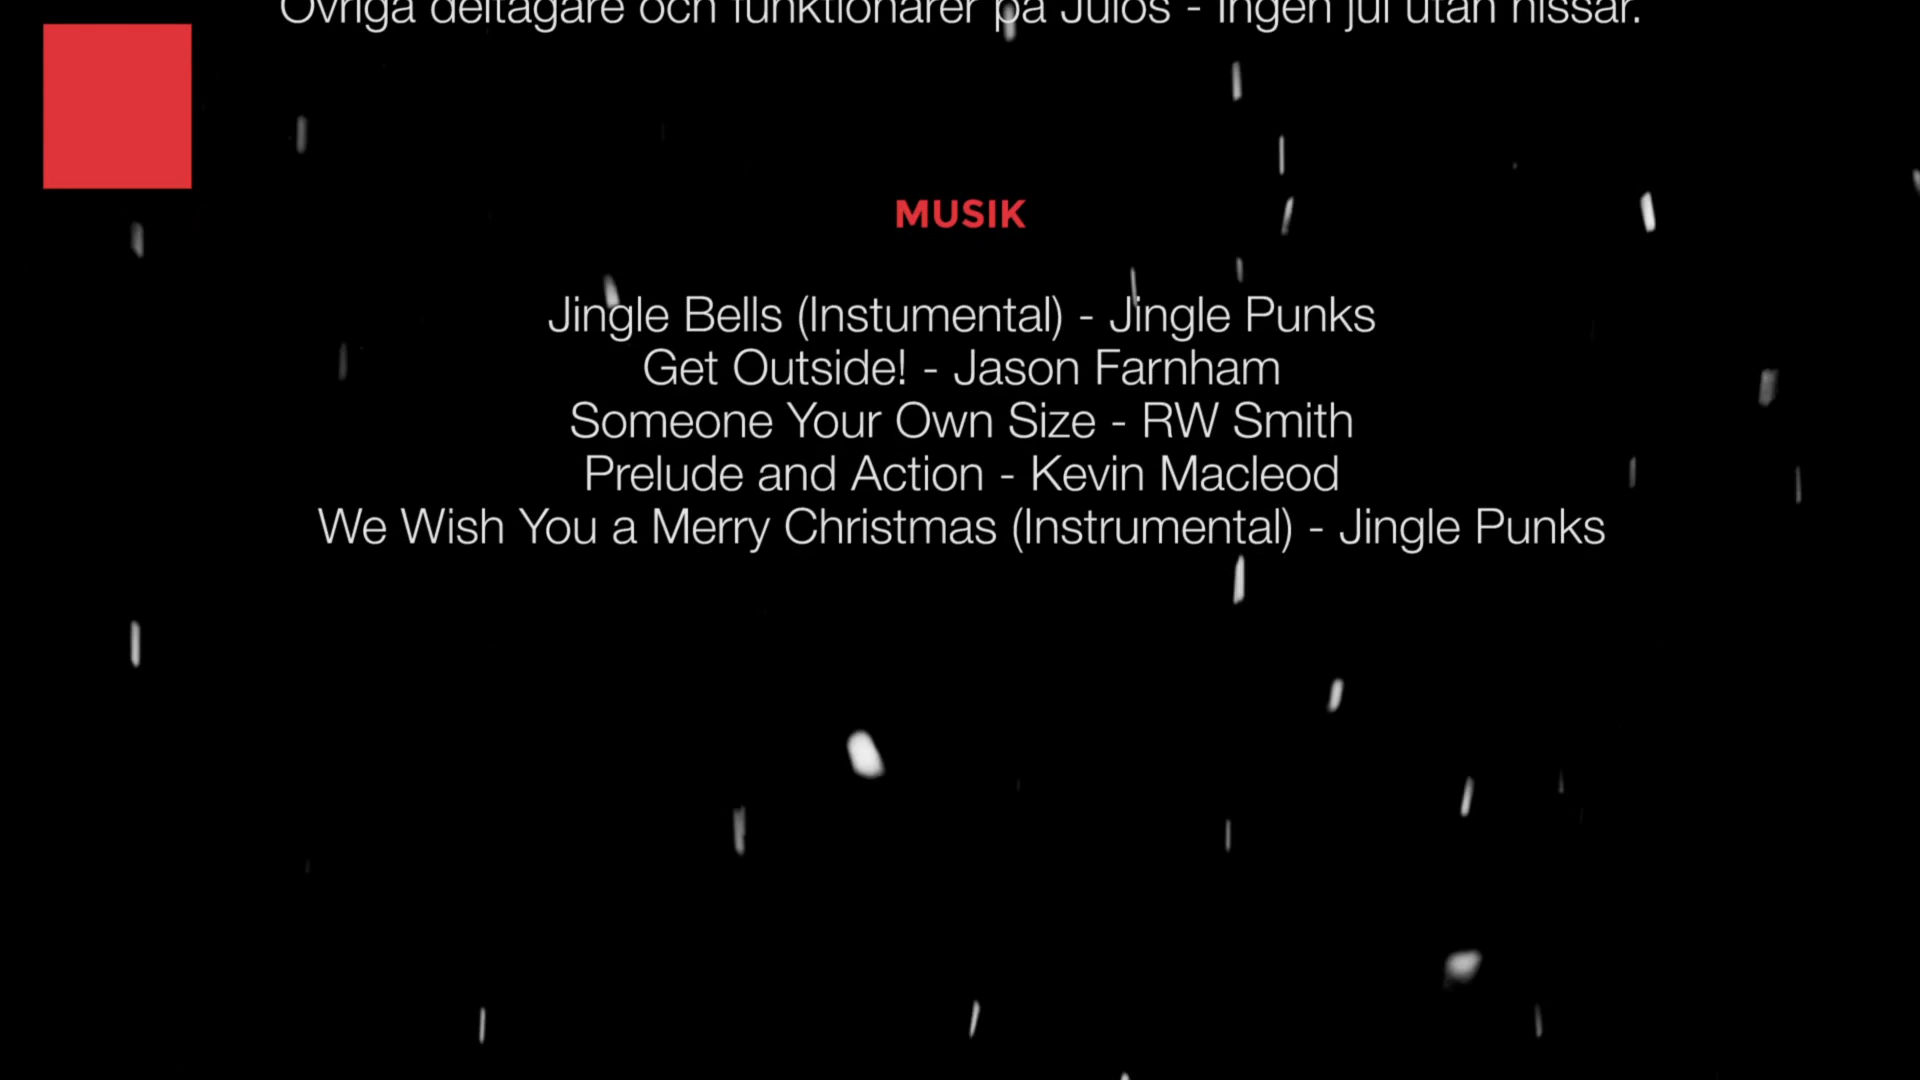 Övriga deltagare och funktionärer på Julos - Ingen jul utan nissar.
MUSIK
Jingle Bells (Instumental) - Jingle Punks
Get Outside! - Jason Farnham
Someone Your Own Size - RW Smith
Prelude and Action - Kevin Macleod
We Wish You a Merry Christmas (Instrumental) - Jingle Punks